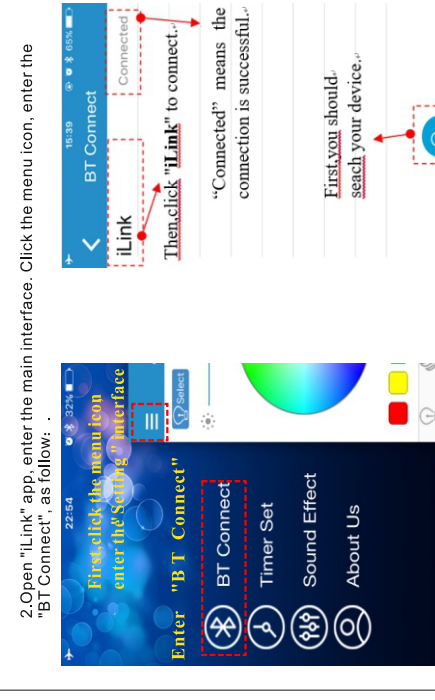 2.Open "iLink" app, enter the main interface. Click the menu icon, enter the
"BT Connect", as follow: .
22:54
32%
First,click the menu icon
enter the"Setting " interface
Select
Enter "B T Connect"
BT Connect
Timer Set
Sound Effect
About Us
15:39
65%
BT Connect
iLink
Connected
Then,click "iLink" to connect.
“Connected” means the
connection is successful.
First,you should
seach your device.